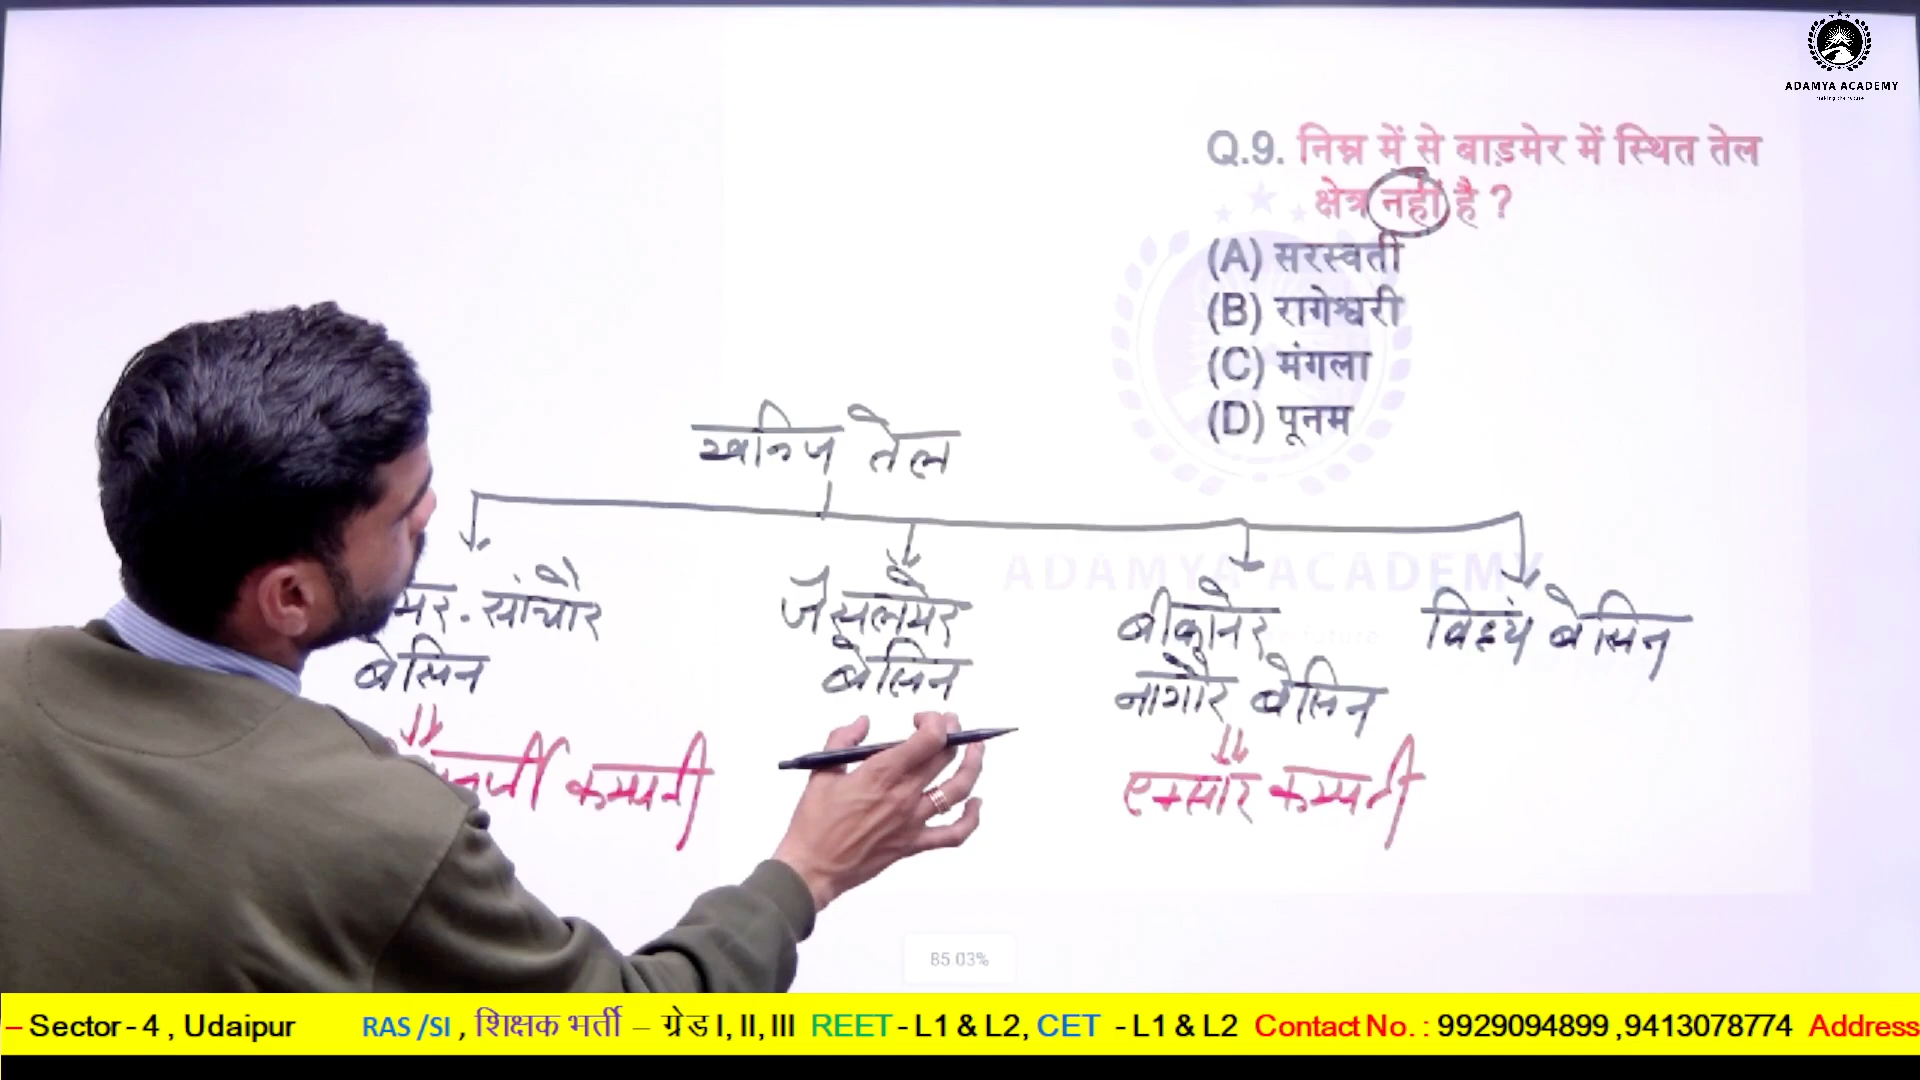 ADAMYA ACADEMY
Q.9. निम्न में से बाड़मेर में स्थित तेल
क्षेत्र नहीं है ?
(A) सरस्वती
(B) रागेश्वरी
(C) मंगला
(D) पूनम
खनिज तेल
मेर. सांचौर
बेसिन
जैसलमेर
बेसिन
बीकानेर
नागौर बेसिन
विंध्य बेसिन
कम्पनी
एस्सार कम्पनी
ADAMYA ACADEMY
85.03%
– Sector - 4 , Udaipur RAS /SI , शिक्षक भर्ती – ग्रेड I, II, III REET - L1 & L2, CET - L1 & L2 Contact No. : 9929094899 ,9413078774 Address